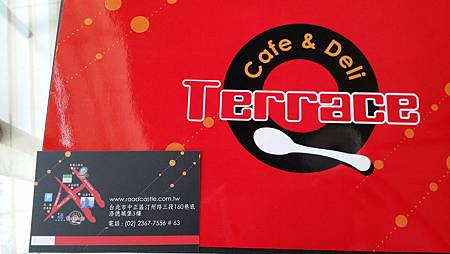 Cafe & Deli
Terrace
www.roadcastle.com.tw
台北市中正區汀州路三段160巷底
洛德城堡3樓
電話：(02) 2367-7556 # 63